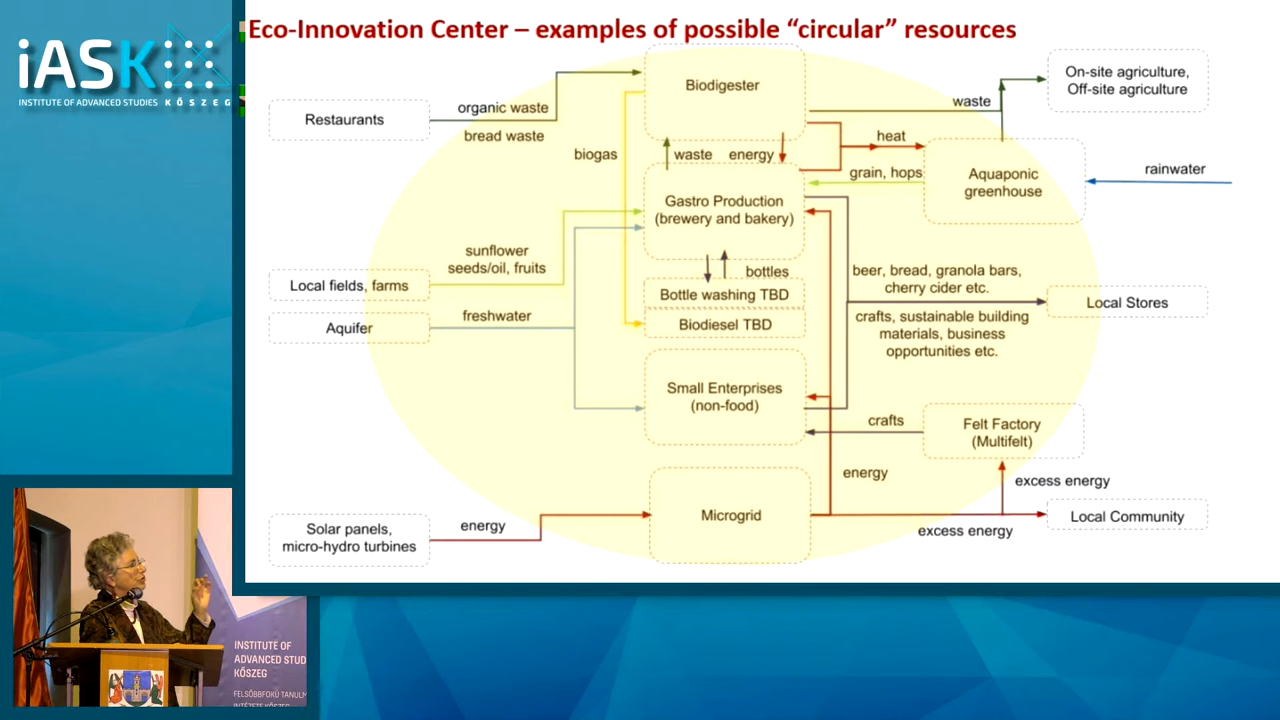 iASK
INSTITUTE OF ADVANCED STUDIES KŐSZEG
Eco-Innovation Center – examples of possible “circular” resources
Restaurants
organic waste
bread waste
Biodigester
waste
On-site agriculture,
Off-site agriculture
biogas
waste
energy
heat
grain, hops
Aquaponic
greenhouse
rainwater
Gastro Production
(brewery and bakery)
sunflower
seeds/oil, fruits
Local fields, farms
bottles
Bottle washing TBD
beer, bread, granola bars,
cherry cider etc.
Local Stores
Aquifer
freshwater
Biodiesel TBD
crafts, sustainable building
materials, business
opportunities etc.
Small Enterprises
(non-food)
crafts
Felt Factory
(Multifelt)
energy
excess energy
Solar panels,
micro-hydro turbines
energy
Microgrid
excess energy
Local Community
INSTITUTE OF
ADVANCED STUD
KŐSZEG
FELSŐBBFOKÚ TANULM
INTÉZETE KŐSZEG